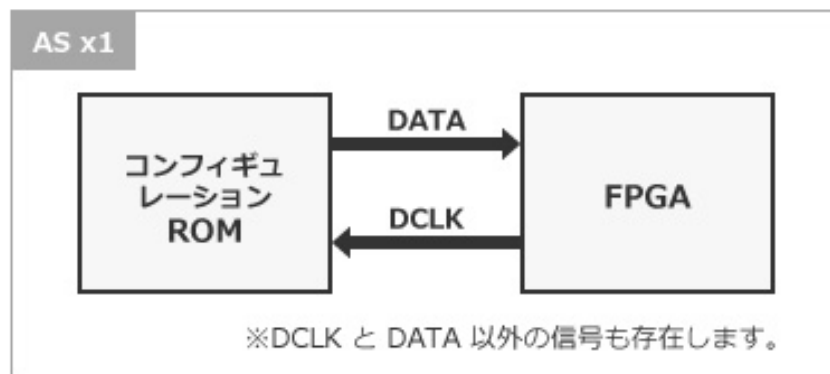 AS x1
DATA
コンフィギュ
レーション
ROM
FPGA
DCLK
※DCLK と DATA 以外の信号も存在します。